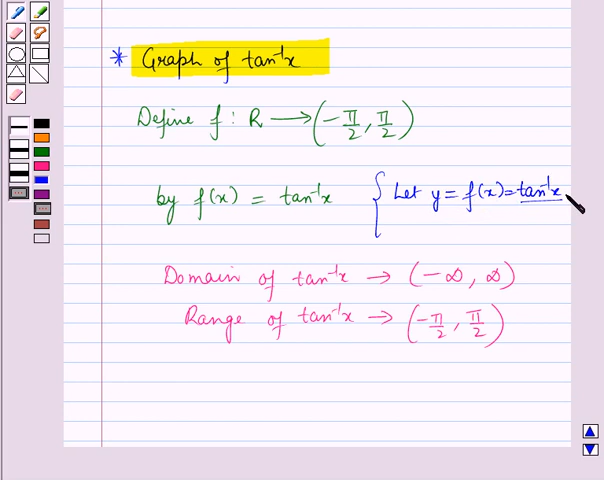 * Graph of tan⁻¹x
Define f : R ⟶ (-π/2, π/2)
by f(x) = tan⁻¹x { Let y = f(x) = tan⁻¹x
Domain of tan⁻¹x → (-∞, ∞)
Range of tan⁻¹x → (-π/2, π/2)